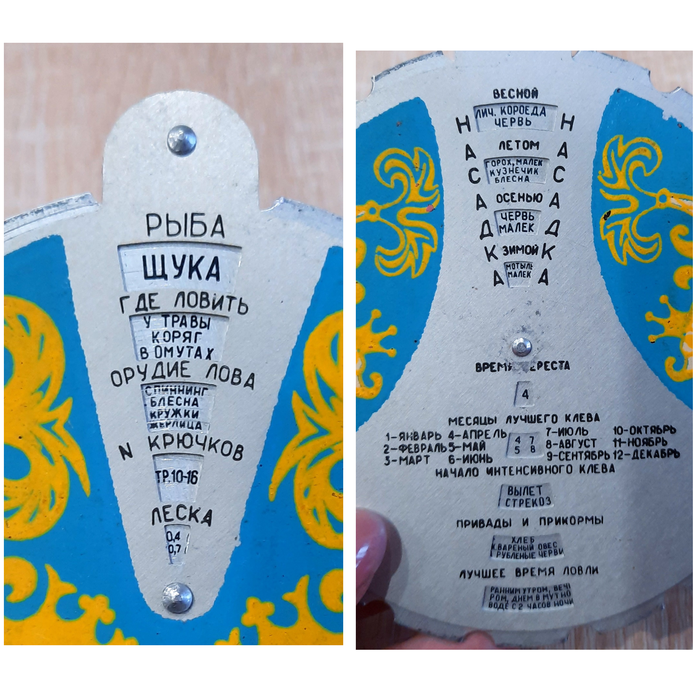 РЫБА
ЩУКА
ГДЕ ЛОВИТЬ
У ТРАВЫ
КОРЯГ
В ОМУТАХ
ОРУДИЕ ЛОВА
СПИННИНГ
БЛЕСНА
КРУЖКИ
ЖЕРЛИЦА
N КРЮЧКОВ
ТР.10-16
ЛЕСКА
0,4
0,7
ВЕСНОЙ
НАСАДКА
НАСАДКА
ЛИЧ. КОРОЕДА
ЧЕРВЬ
ЛЕТОМ
ГОРОХ, МАЛЕК
КУЗНЕЧИК
БЛЕСНА
ОСЕНЬЮ
ЧЕРВЬ
МАЛЕК
ЗИМОЙ
МОТЫЛЬ
МАЛЕК
ВРЕМЯ НЕРЕСТА
4
МЕСЯЦЫ ЛУЧШЕГО КЛЕВА
1-ЯНВАРЬ 4-АПРЕЛЬ 4 7 7-ИЮЛЬ 10-ОКТЯБРЬ
2-ФЕВРАЛЬ 5-МАЙ 5 8 8-АВГУСТ 11-НОЯБРЬ
3-МАРТ 6-ИЮНЬ 9-СЕНТЯБРЬ 12-ДЕКАБРЬ
НАЧАЛО ИНТЕНСИВНОГО КЛЕВА
ВЫЛЕТ
СТРЕКОЗ
ПРИВАДЫ И ПРИКОРМЫ
ХЛЕБ
ВАРЕНЫЙ ОВЕС
РУБЛЕНЫЕ ЧЕРВИ
ЛУЧШЕЕ ВРЕМЯ ЛОВЛИ
РАННИМ УТРОМ, ВЕЧЕ
РОМ, ДНЕМ В МУТНО
ВОДЕ С 2 ЧАСОВ НОЧИ